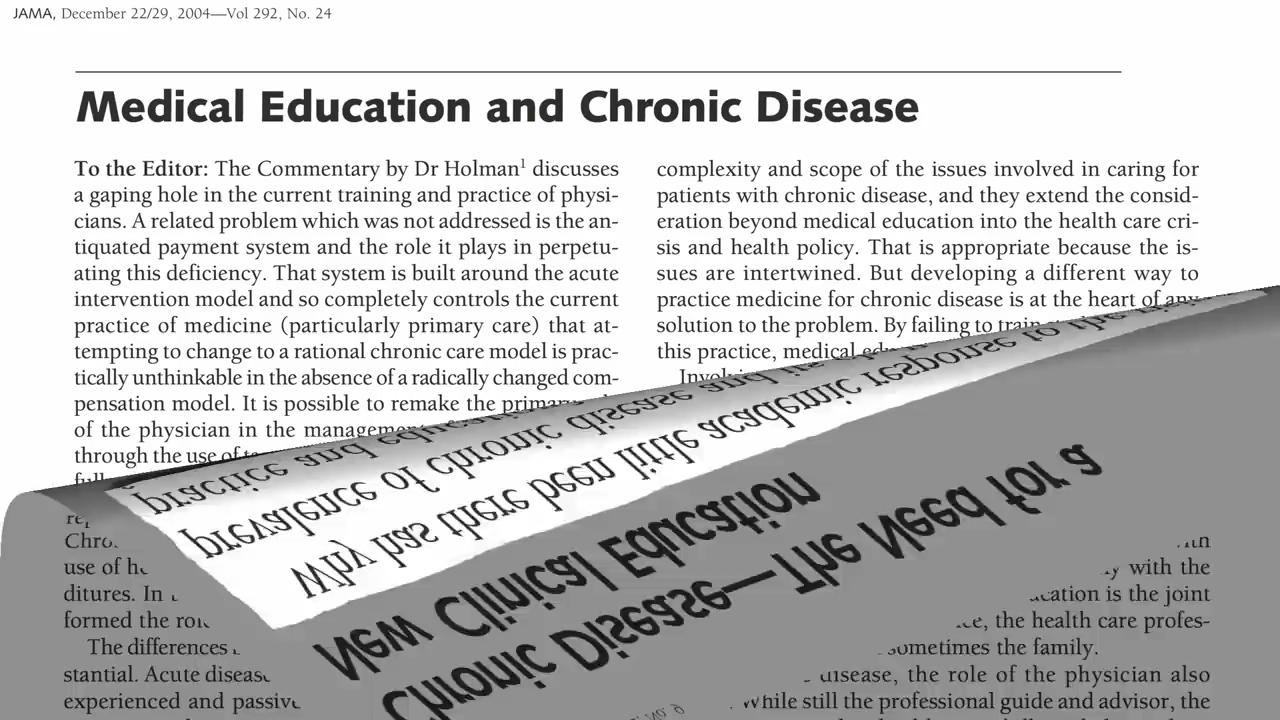 JAMA, December 22/29, 2004—Vol 292, No. 24
Medical Education and Chronic Disease
To the Editor: The Commentary by Dr Holman1 discusses
a gaping hole in the current training and practice of physi-
cians. A related problem which was not addressed is the an-
tiquated payment system and the role it plays in perpetu-
ating this deficiency. That system is built around the acute
intervention model and so completely controls the current
practice of medicine (particularly primary care) that at-
tempting to change to a rational chronic care model is prac-
tically unthinkable in the absence of a radically changed com-
pensation model. It is possible to remake the
of the physician in the
through the use of
use of
ditures. In
formed the
The differences
stantial. Acute
experienced and
complexity and scope of the issues involved in caring for
patients with chronic disease, and they extend the consid-
eration beyond medical education into the health care cri-
sis and health policy. That is appropriate because the is-
sues are intertwined. But developing a different way to
practice medicine for chronic disease is at the heart of any
solution to the problem. By failing to train
this practice, medical
with the
is the joint
the health care profes-
sometimes the family.
disease, the role of the physician also
While still the professional guide and advisor, the
Chronic Disease—The Need for a
New Clinical Education
Why has there been little academic response to the
prevalence of chronic disease and
practice and